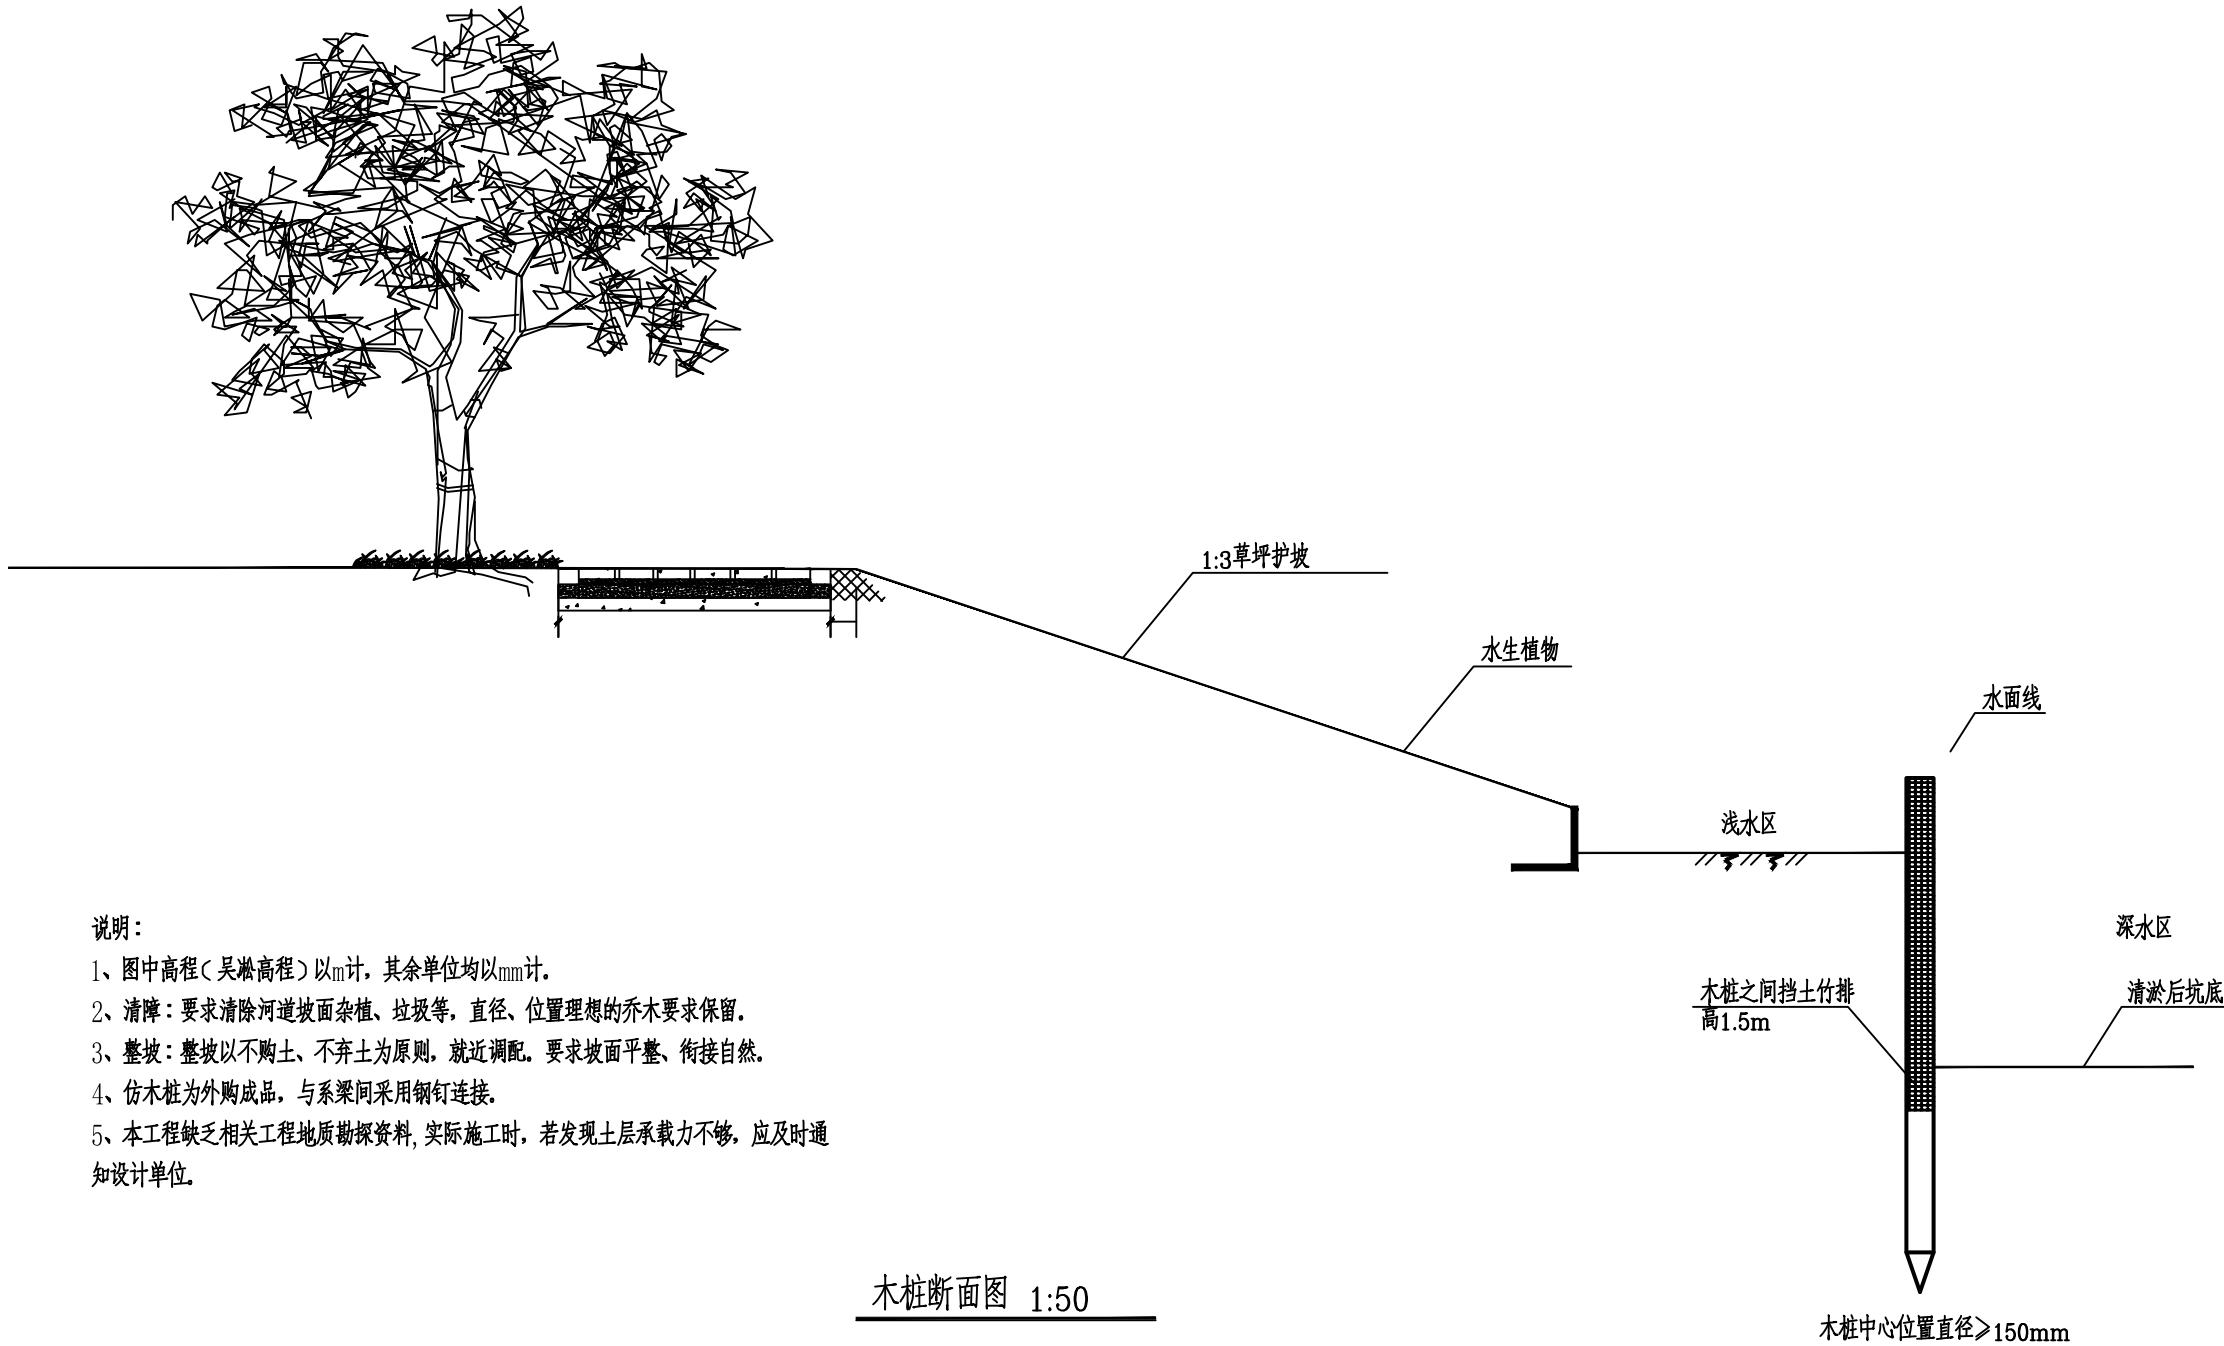 1:3草坪护坡
水生植物
水面线
浅水区
深水区
木桩之间挡土竹排
高1.5m
清淤后坑底
说明：
1、图中高程（吴淞高程）以m计，其余单位均以mm计。
2、清障：要求清除河道坡面杂植、垃圾等，直径、位置理想的乔木要求保留。
3、整坡：整坡以不购土、不弃土为原则，就近调配。要求坡面平整、衔接自然。
4、仿木桩为外购成品，与系梁间采用钢钉连接。
5、本工程缺乏相关工程地质勘探资料,实际施工时，若发现土层承载力不够，应及时通
知设计单位。
木桩断面图 1:50
木桩中心位置直径≥150mm